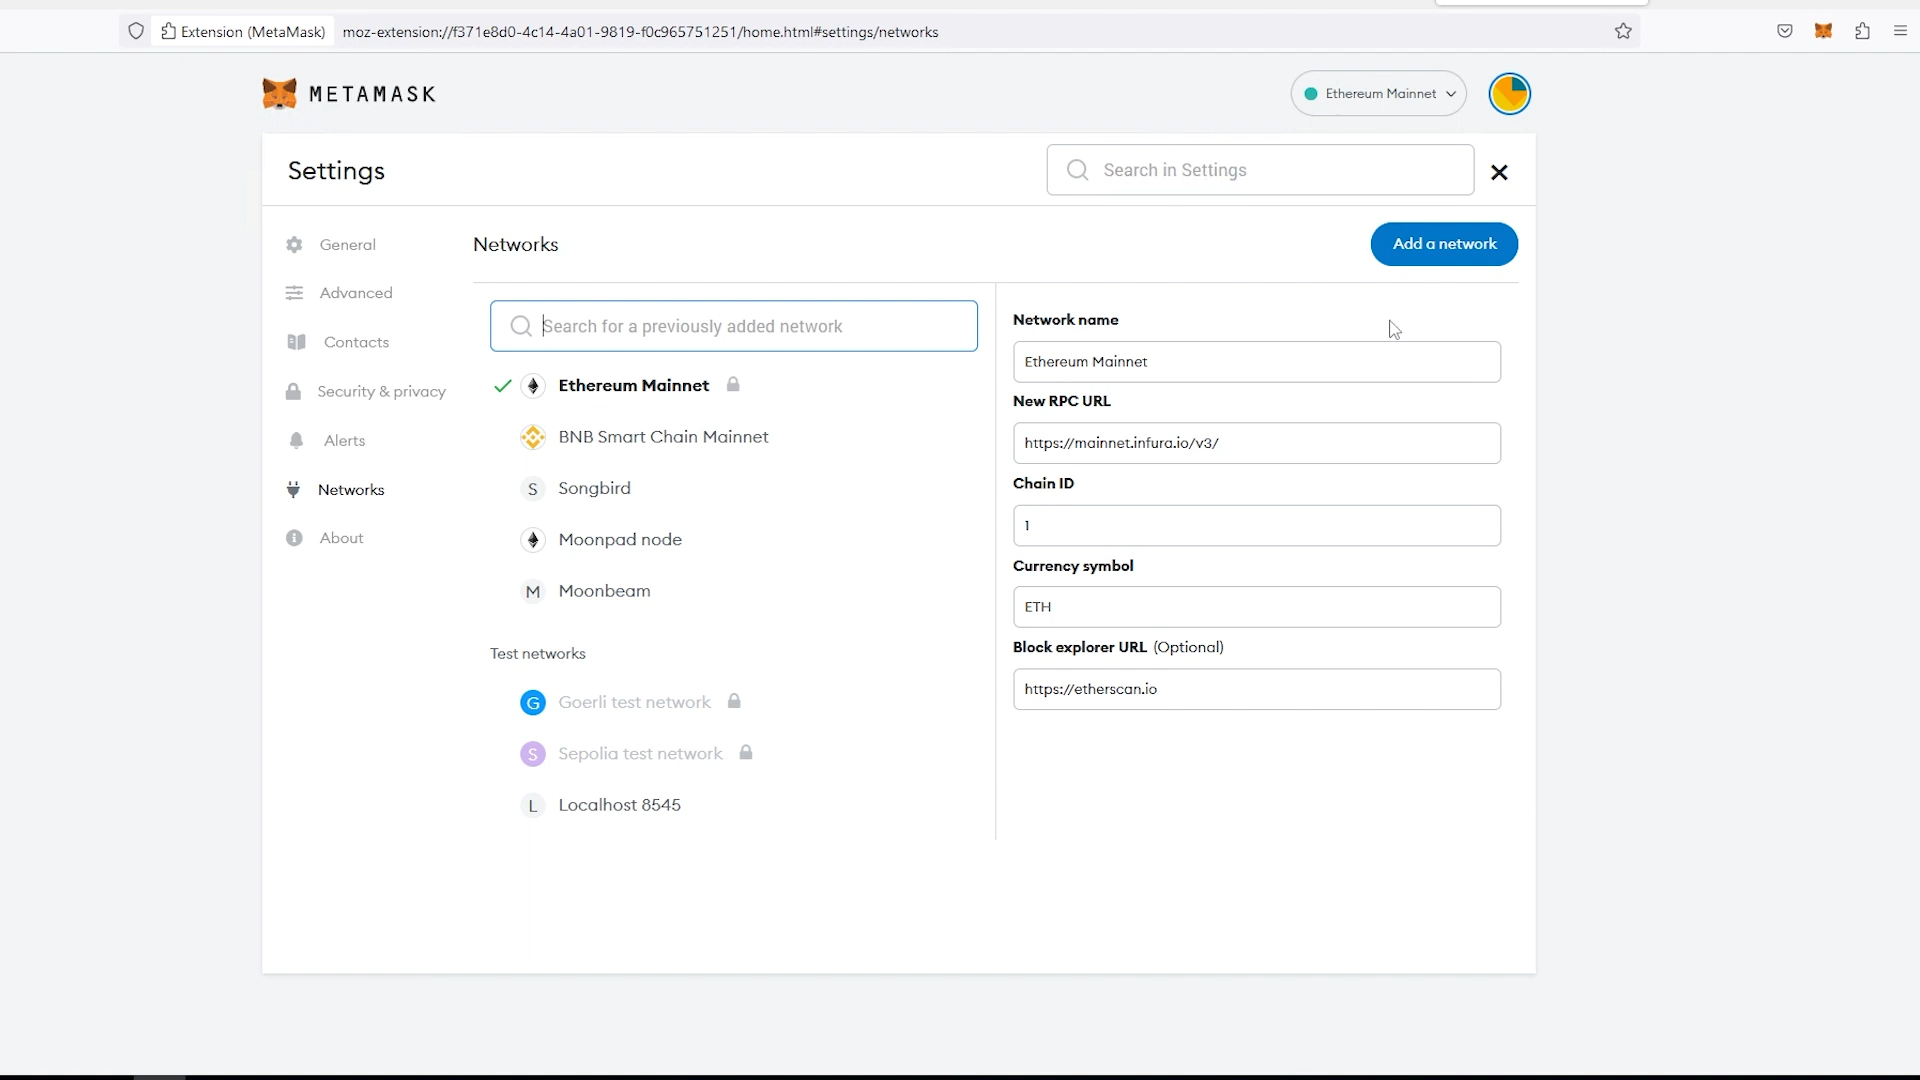 Extension (MetaMask) moz-extension://f371e8d0-4c14-4a01-9819-f0c965751251/home.html#settings/networks
METAMASK
Ethereum Mainnet
Settings
Search in Settings
General
Advanced
Contacts
Security & privacy
Alerts
Networks
About
Networks
Add a network
Search for a previously added network
Ethereum Mainnet
BNB Smart Chain Mainnet
S Songbird
Moonpad node
M Moonbeam
Test networks
G Goerli test network
S Sepolia test network
L Localhost 8545
Network name
Ethereum Mainnet
New RPC URL
https://mainnet.infura.io/v3/
Chain ID
1
Currency symbol
ETH
Block explorer URL (Optional)
https://etherscan.io